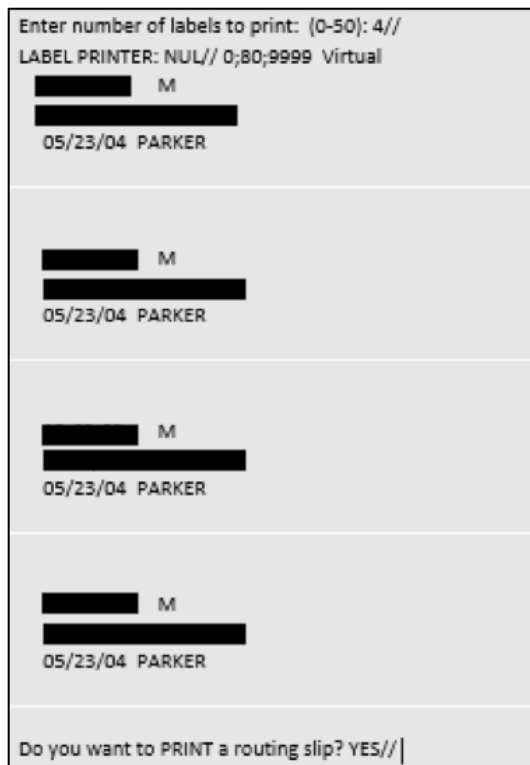 Enter number of labels to print: (0-50): 4//
LABEL PRINTER: NUL// 0;80;9999 Virtual
M
05/23/04 PARKER
M
05/23/04 PARKER
M
05/23/04 PARKER
M
05/23/04 PARKER
Do you want to PRINT a routing slip? YES//